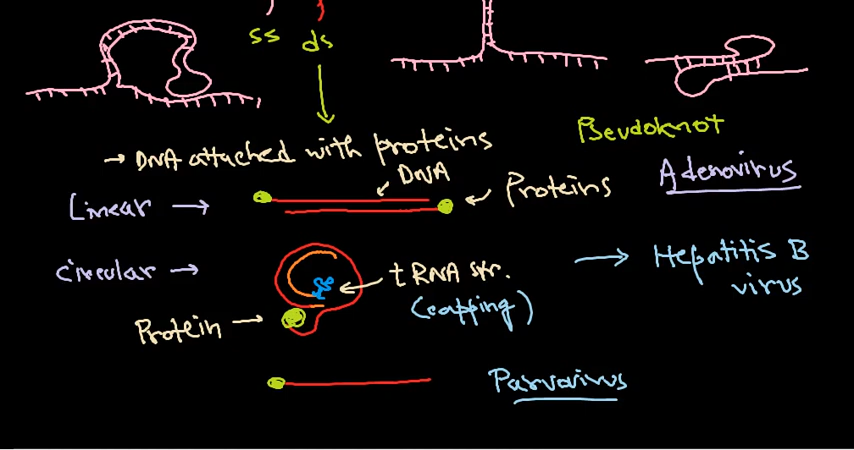 ss
ds
Pseudoknot
→ DNA attached with proteins
DNA
Adenovirus
Linear →
Proteins
Circular →
tRNA str.
(capping)
→ Hepatitis B
virus
Protein →
Parvovirus